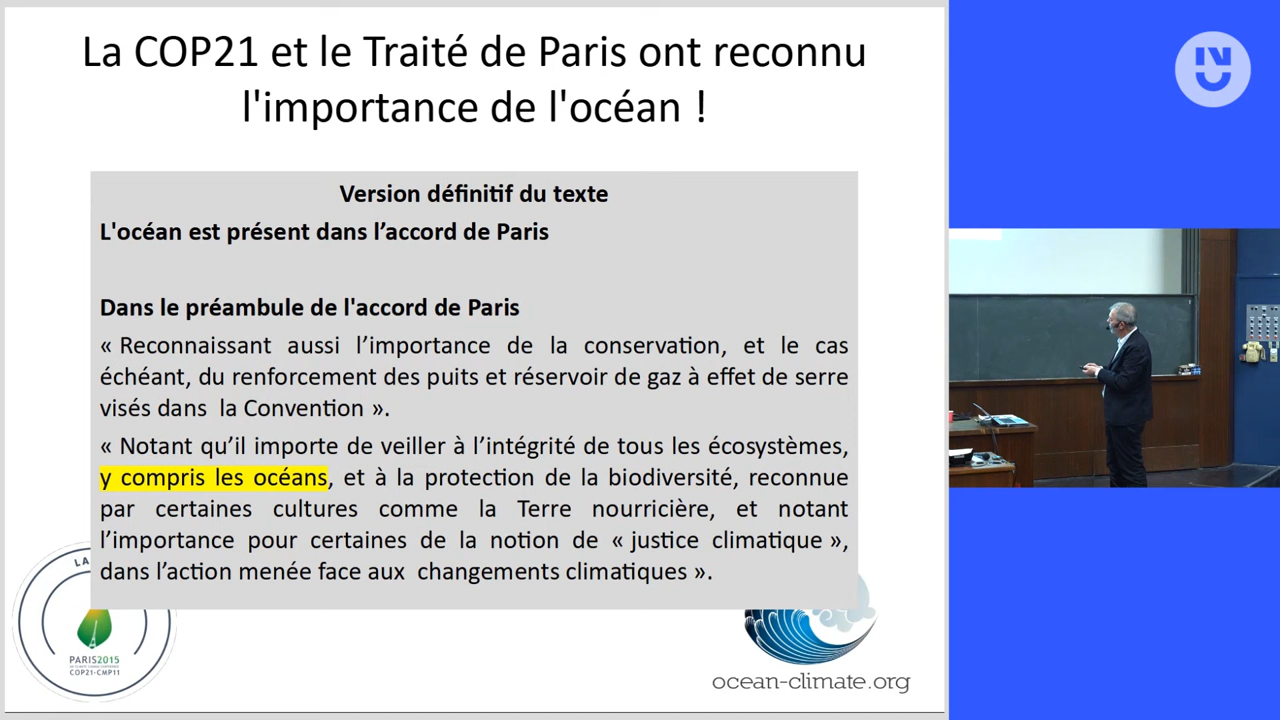 La COP21 et le Traité de Paris ont reconnu
l'importance de l'océan !
Version définitif du texte
L'océan est présent dans l’accord de Paris
Dans le préambule de l'accord de Paris
« Reconnaissant aussi l’importance de la conservation, et le cas
échéant, du renforcement des puits et réservoir de gaz à effet de serre
visés dans la Convention ».
« Notant qu’il importe de veiller à l’intégrité de tous les écosystèmes,
y compris les océans, et à la protection de la biodiversité, reconnue
par certaines cultures comme la Terre nourricière, et notant
l’importance pour certaines de la notion de « justice climatique »,
dans l’action menée face aux changements climatiques ».
LA
PARIS2015
COP21-CMP11
ocean-climate.org